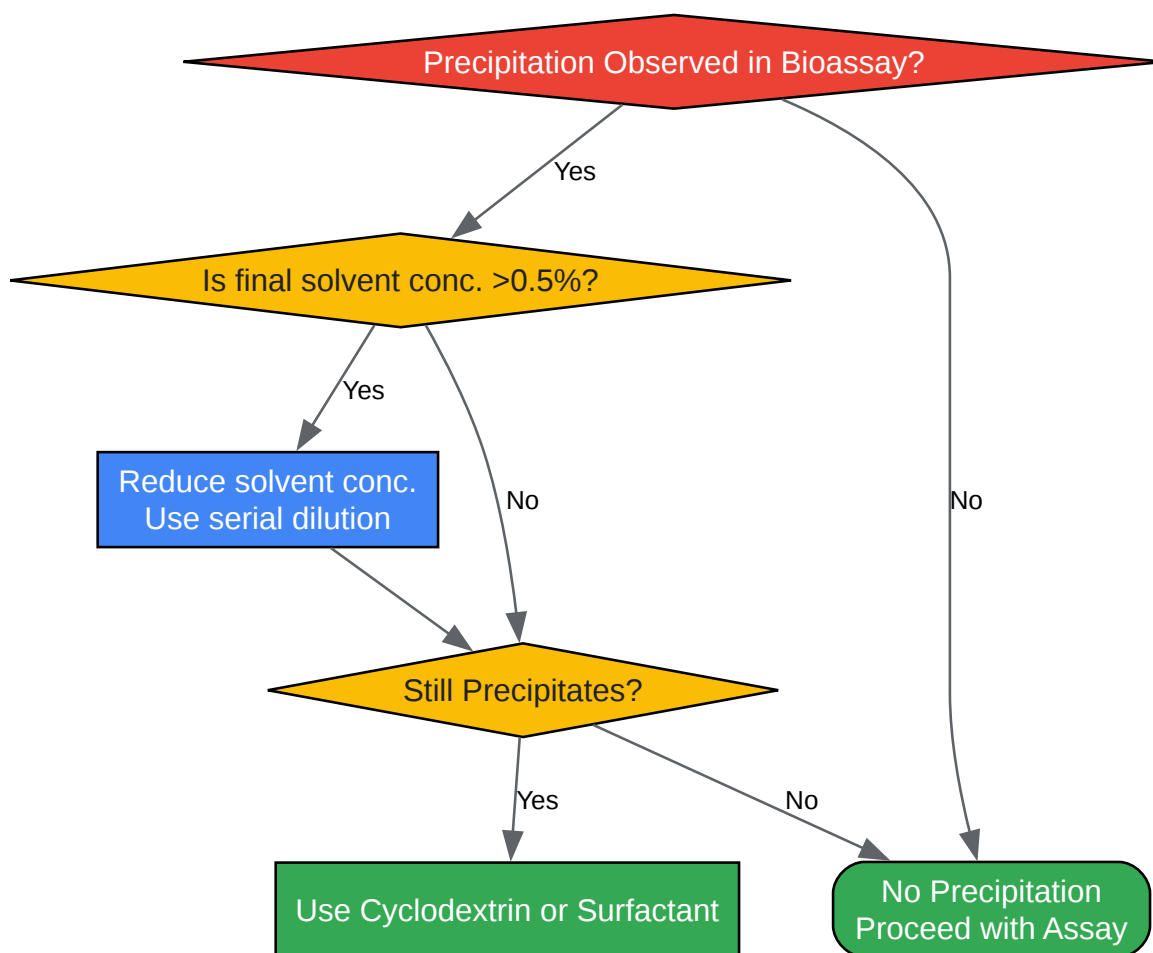 Precipitation Observed in Bioassay?
Yes
Is final solvent conc. >0.5%?
Yes
Reduce solvent conc.
Use serial dilution
No
No
Still Precipitates?
Yes
No
Use Cyclodextrin or Surfactant
No Precipitation
Proceed with Assay